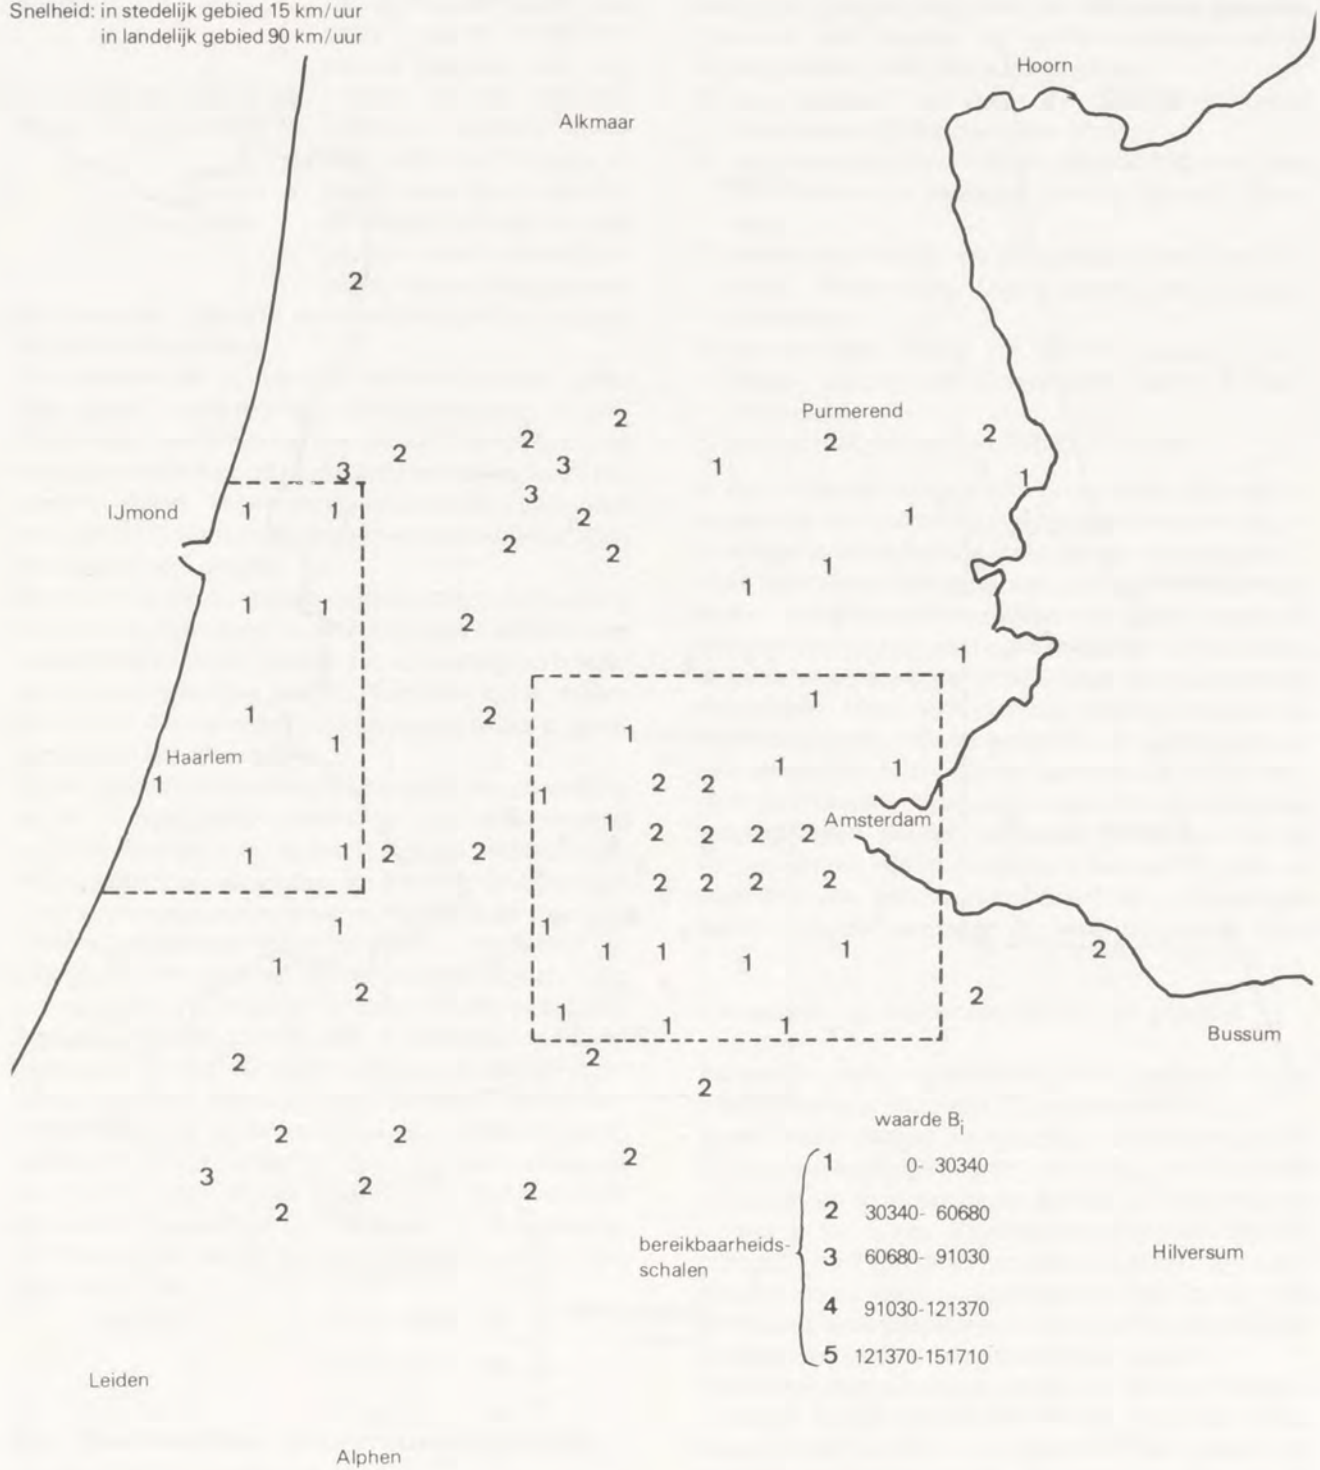 Snelheid: in stedelijk gebied 15 km/uur
in landelijk gebied 90 km/uur
Hoorn
Alkmaar
2
2
Purmerend
2 2 2
2 3 1
3 1
3
IJmond 1 1 2 1
2 2
1 1
1 1
2
1
1
1 2
1 1
Haarlem 1 1
1 2 2
1
1 Amsterdam
2 2 2 2
1 1 2 2
2 2 2 2
1 1
1 1 1 1 2
1
2 2
1
1 1
Bussum
2 2
2
waarde Bi
2 2
2 1 0- 30340
3
2 2
2 2 30340- 60680
bereikbaarheids-
schalen
3 60680- 91030
Hilversum
4 91030-121370
5 121370-151710
Leiden
Alphen